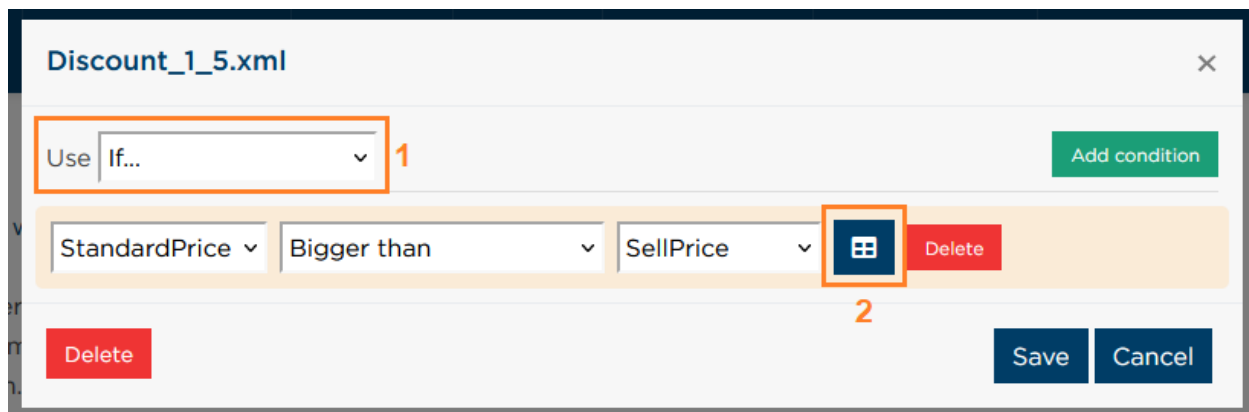 Discount_1_5.xml ×
Use If... 1 Add condition
StandardPrice Bigger than SellPrice Delete
2
Delete Save Cancel